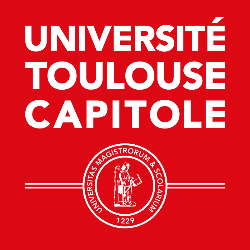 UNIVERSITÉ
TOULOUSE
CAPITOLE
UNIVERSITAS MAGISTRORUM & SCOLARIUM
1229